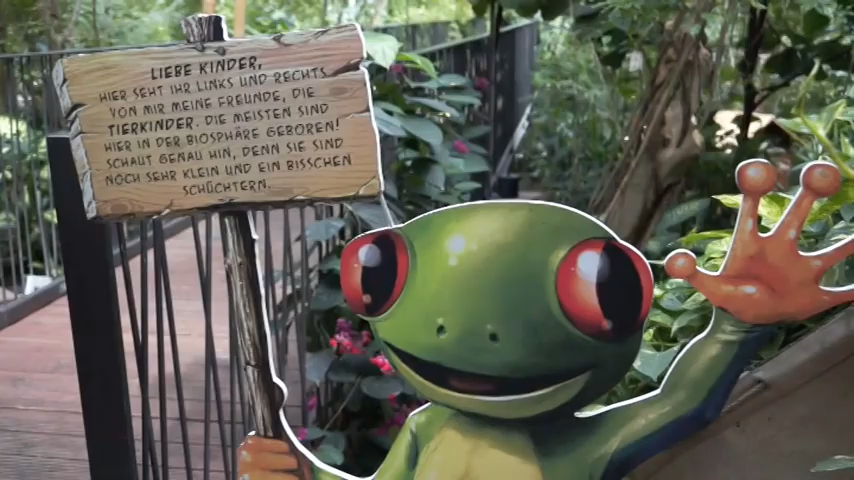 LIEBE KINDER,
HIER SEHT IHR LINKS UND RECHTS
VON MIR MEINE FREUNDE, DIE
TIERKINDER. DIE MEISTEN SIND
HIER IN DER BIOSPHÄRE GEBOREN!
SCHAUT GENAU HIN, DENN SIE SIND
NOCH SEHR KLEIN UND EIN BISSCHEN
SCHÜCHTERN.